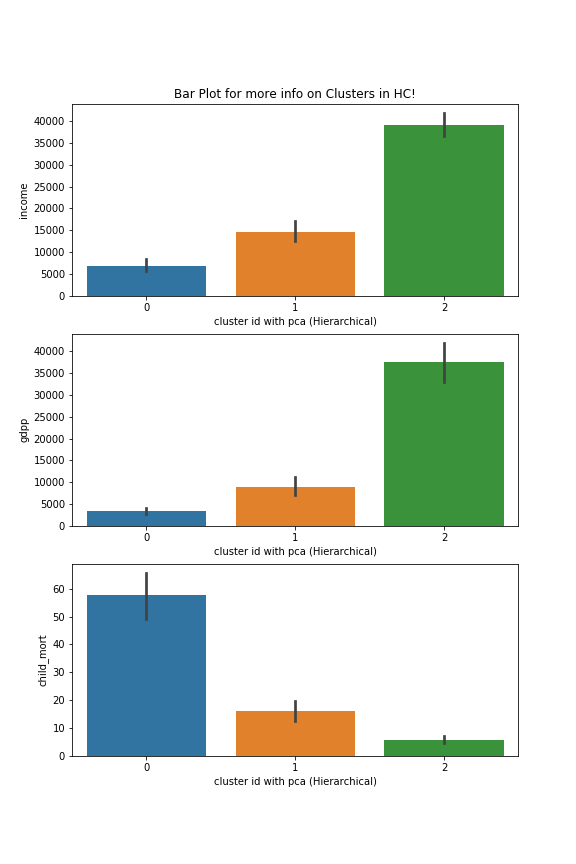 Bar Plot for more info on Clusters in HC!
40000
35000
30000
25000
20000
15000
10000
5000
0
income
0 1 2
cluster id with pca (Hierarchical)
40000
35000
30000
25000
20000
15000
10000
5000
0
gdpp
0 1 2
cluster id with pca (Hierarchical)
60
50
40
30
20
10
0
child_mort
0 1 2
cluster id with pca (Hierarchical)